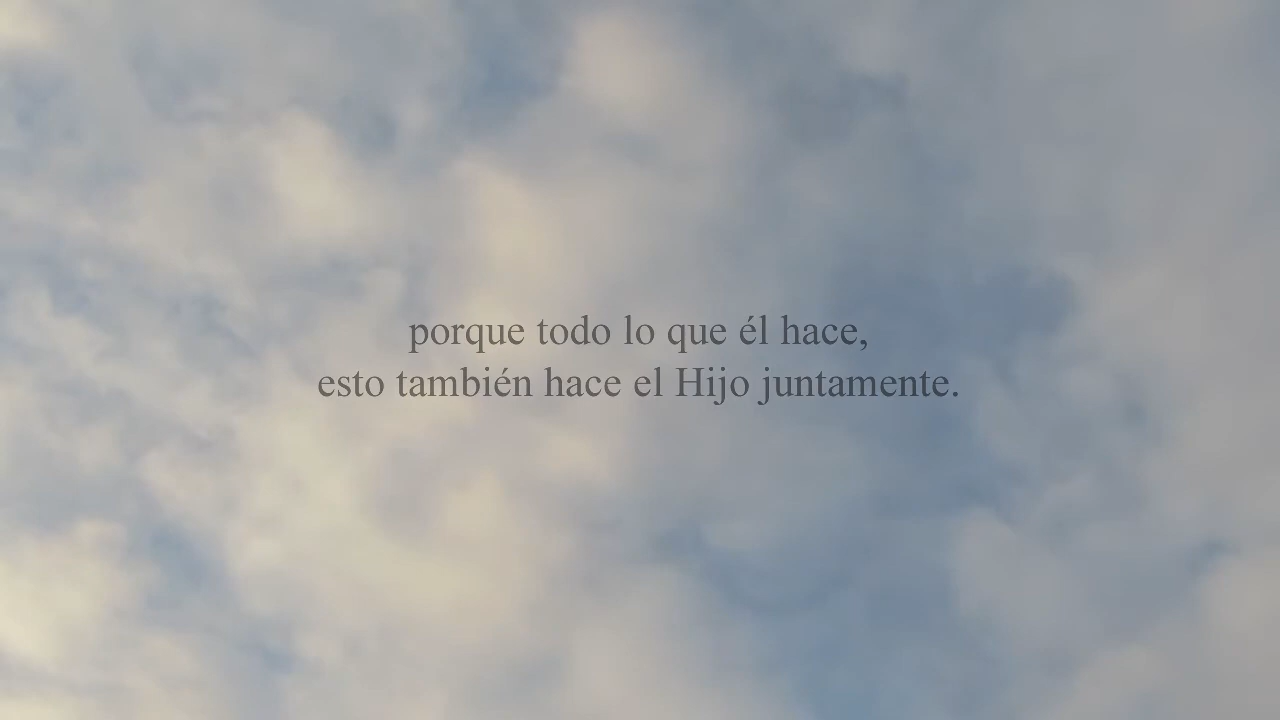 porque todo lo que él hace,
esto también hace el Hijo juntamente.